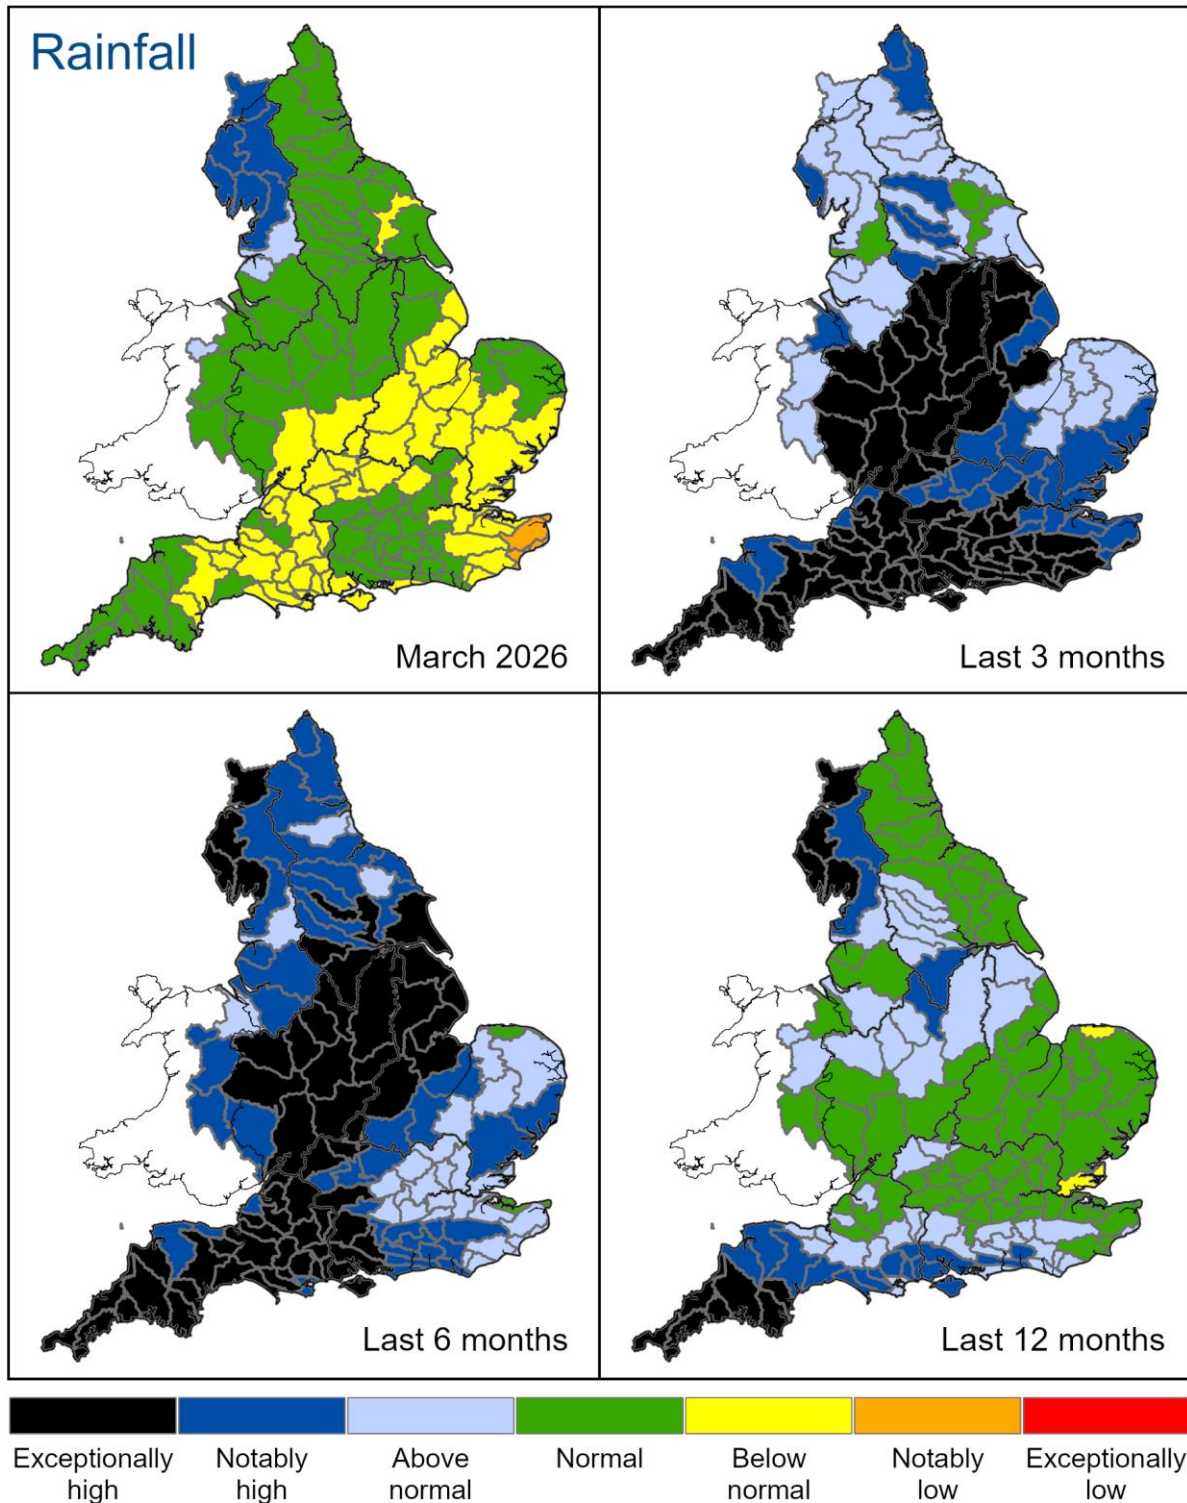 Rainfall
March 2026
Last 3 months
Last 6 months
Last 12 months
Exceptionally high
Notably high
Above normal
Normal
Below normal
Notably low
Exceptionally low